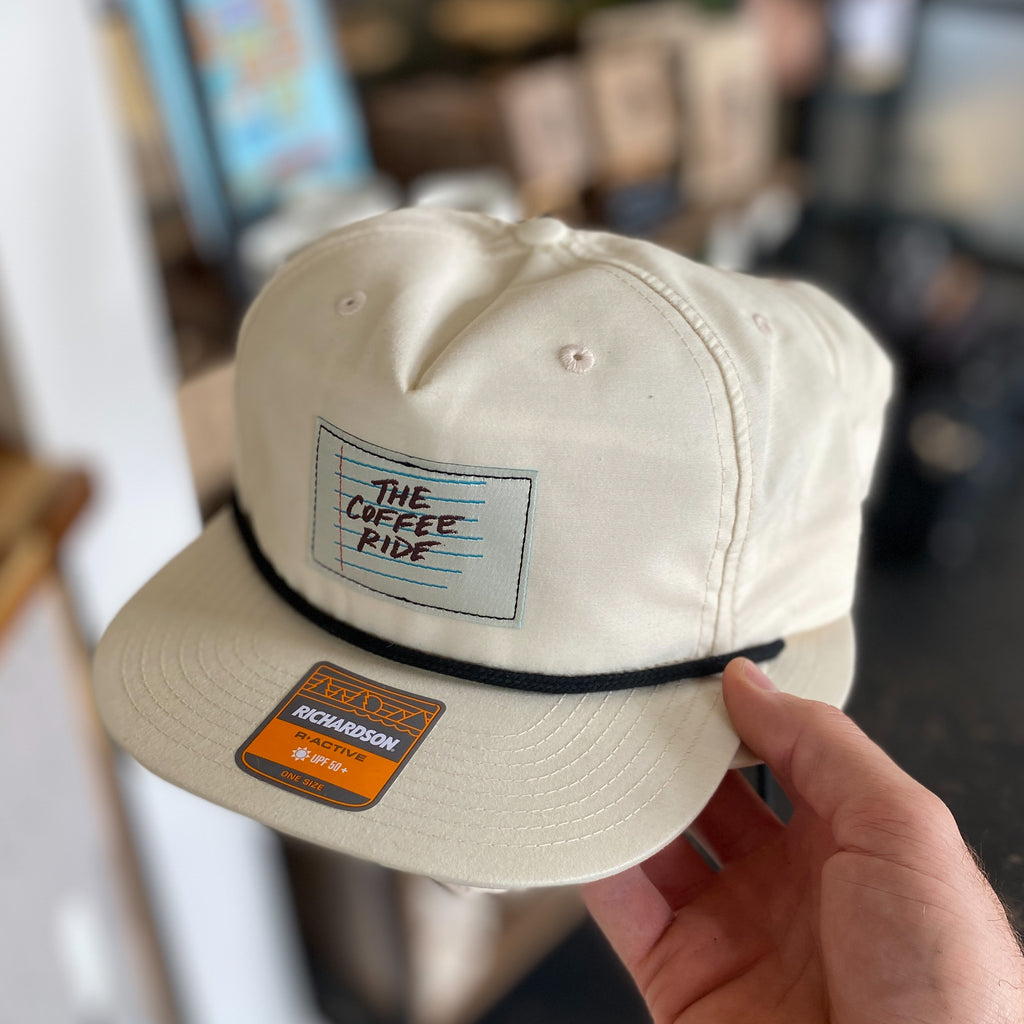 THE
COFFEE
RIDE
RICHARDSON
R·ACTIVE
UPF 50+
ONE SIZE